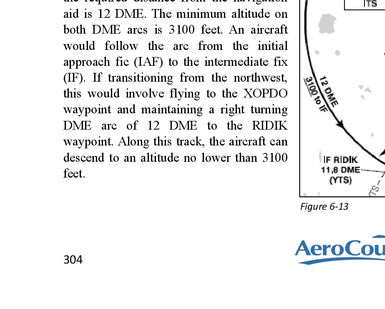 the required distance from the navigation
aid is 12 DME. The minimum altitude on
both DME arcs is 3100 feet. An aircraft
would follow the arc from the initial
approach fic (IAF) to the intermediate fix
(IF). If transitioning from the northwest,
this would involve flying to the XOPDO
waypoint and maintaining a right turning
DME arc of 12 DME to the RIDIK
waypoint. Along this track, the aircraft can
descend to an altitude no lower than 3100
feet.
ITS
12 DME
3100 to IF
IF RIDIK
11,8 DME
(YTS)
YTS
Figure 6-13
AeroCou
304